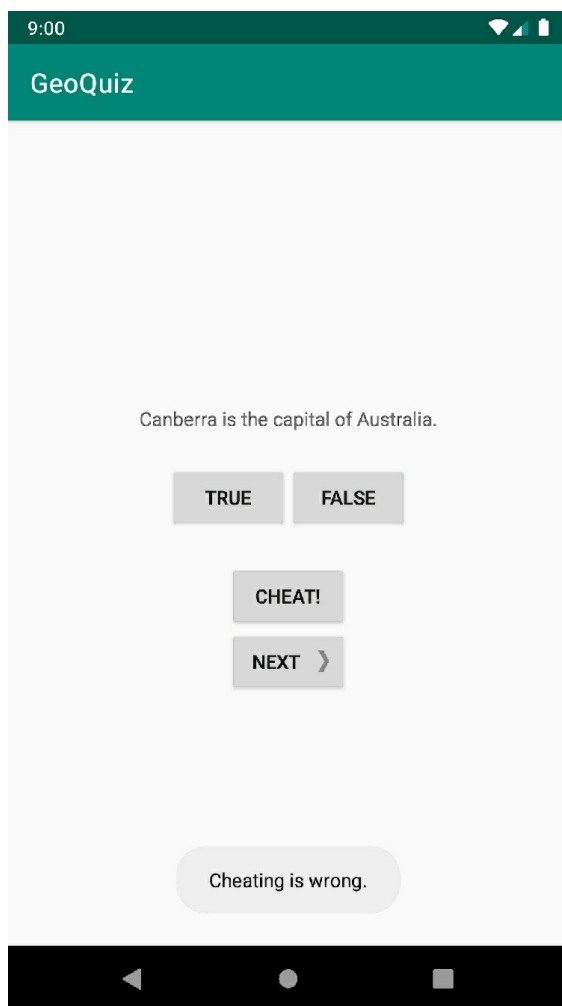 9:00
GeoQuiz
Canberra is the capital of Australia.
TRUE FALSE
CHEAT!
NEXT
Cheating is wrong.